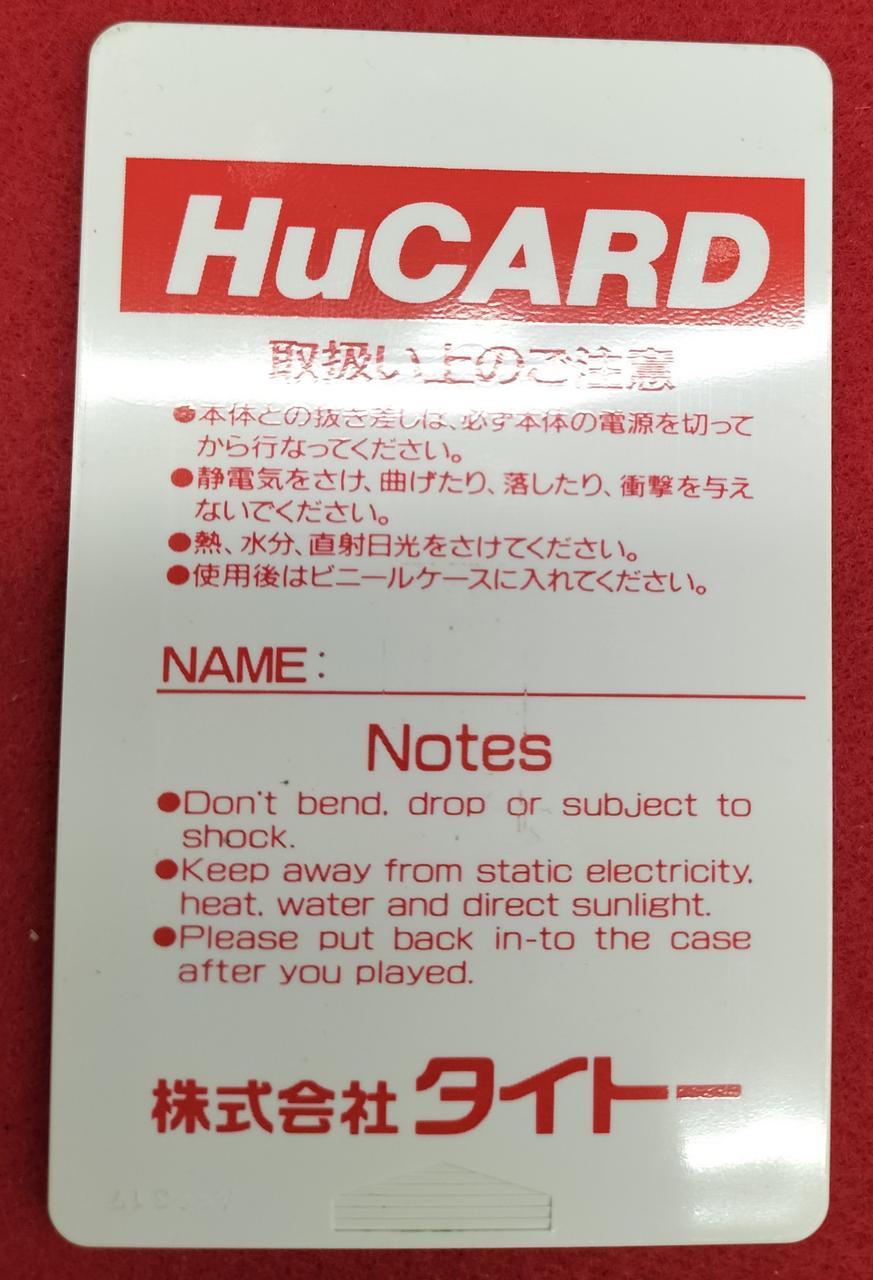 HuCARD
取扱い上のご注意
●本体との抜き差しは、必ず本体の電源を切って
から行なってください。
●静電気をさけ、曲げたり、落したり、衝撃を与え
ないでください。
●熱、水分、直射日光をさけてください。
●使用後はビニールケースに入れてください。
NAME:
Notes
●Don't bend. drop or subject to
shock.
●Keep away from static electricity.
heat. water and direct sunlight.
●Please put back in-to the case
after you played.
株式会社タイトー